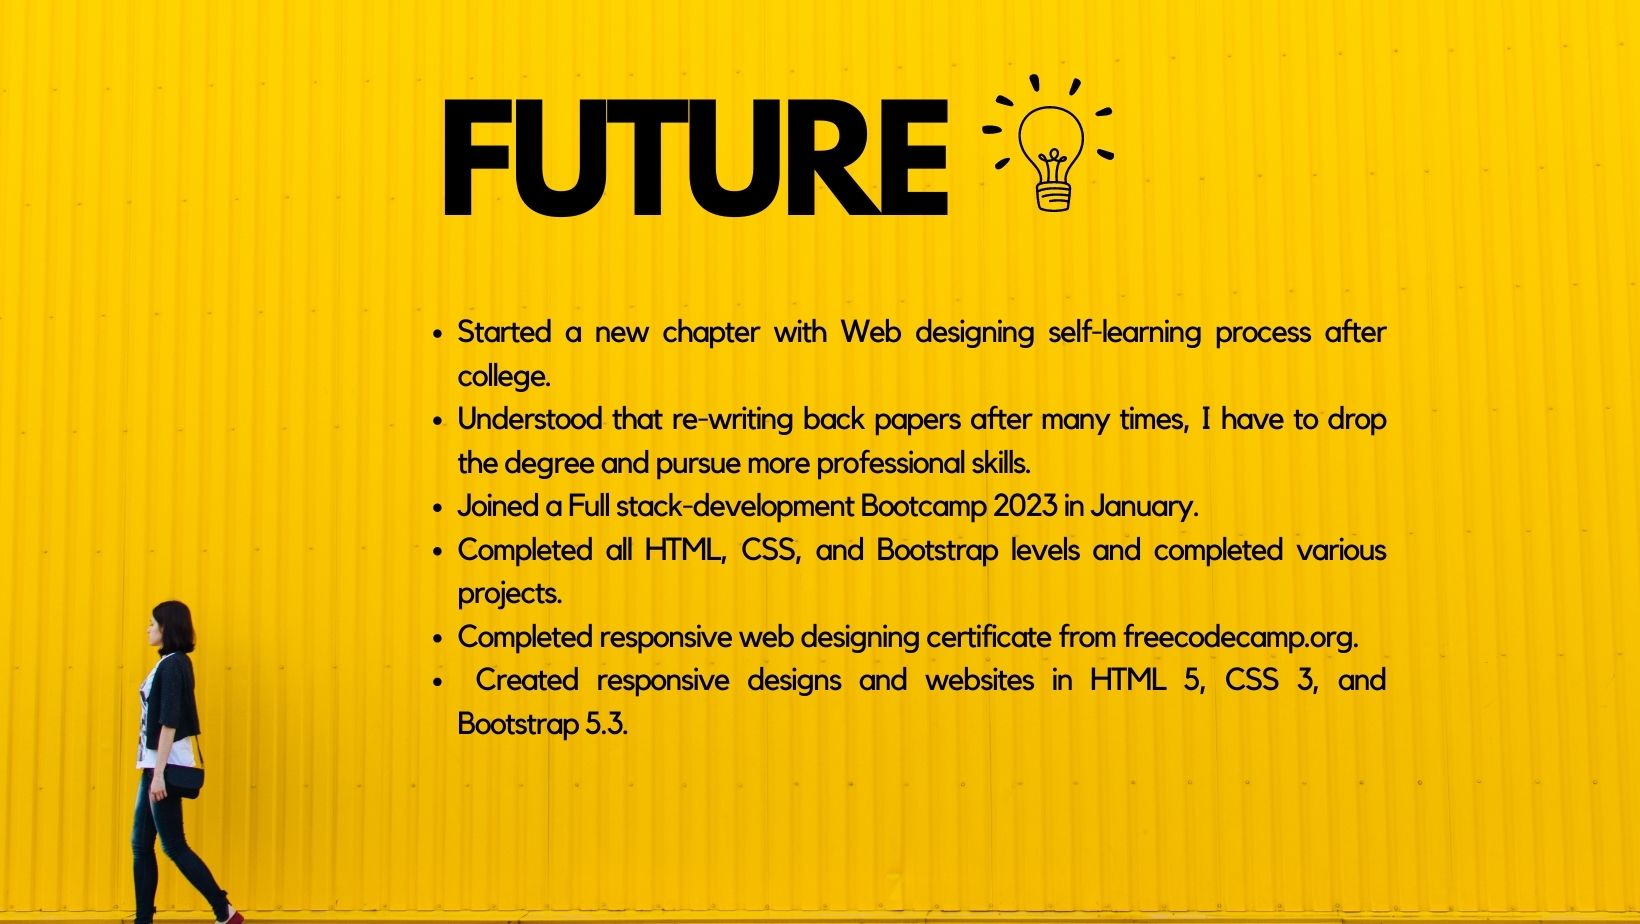 FUTURE
• Started a new chapter with Web designing self-learning process after
college.
• Understood that re-writing back papers after many times, I have to drop
the degree and pursue more professional skills.
• Joined a Full stack-development Bootcamp 2023 in January.
• Completed all HTML, CSS, and Bootstrap levels and completed various
projects.
• Completed responsive web designing certificate from freecodecamp.org.
• Created responsive designs and websites in HTML 5, CSS 3, and
Bootstrap 5.3.